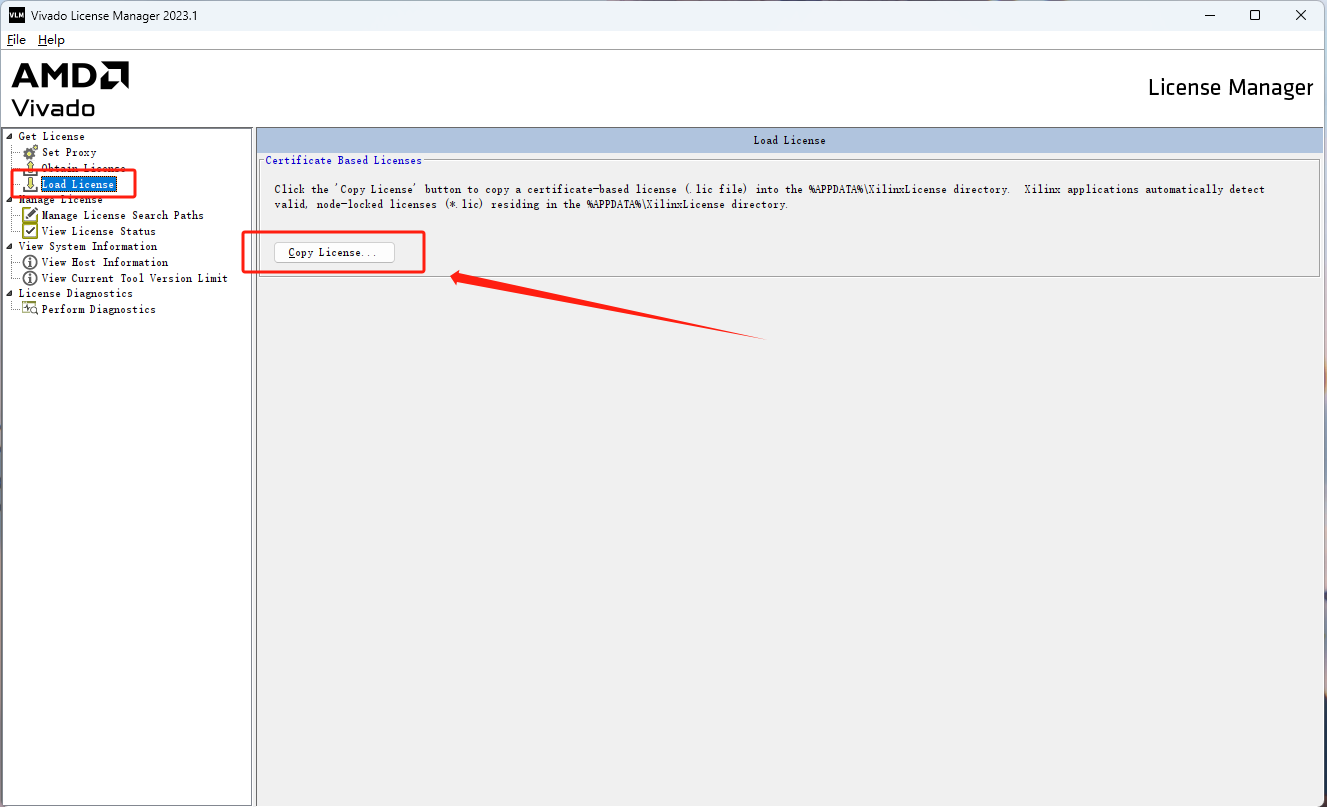 VLM Vivado License Manager 2023.1
File Help
AMD
Vivado
License Manager
Get License
Set Proxy
Obtain License
Load License
Manage License
Manage License Search Paths
View License Status
View System Information
View Host Information
View Current Tool Version Limit
License Diagnostics
Perform Diagnostics
Load License
Certificate Based Licenses
Click the 'Copy License' button to copy a certificate-based license (.lic file) into the %APPDATA%\XilinxLicense directory. Xilinx applications automatically detect
valid, node-locked licenses (*.lic) residing in the %APPDATA%\XilinxLicense directory.
Copy License...